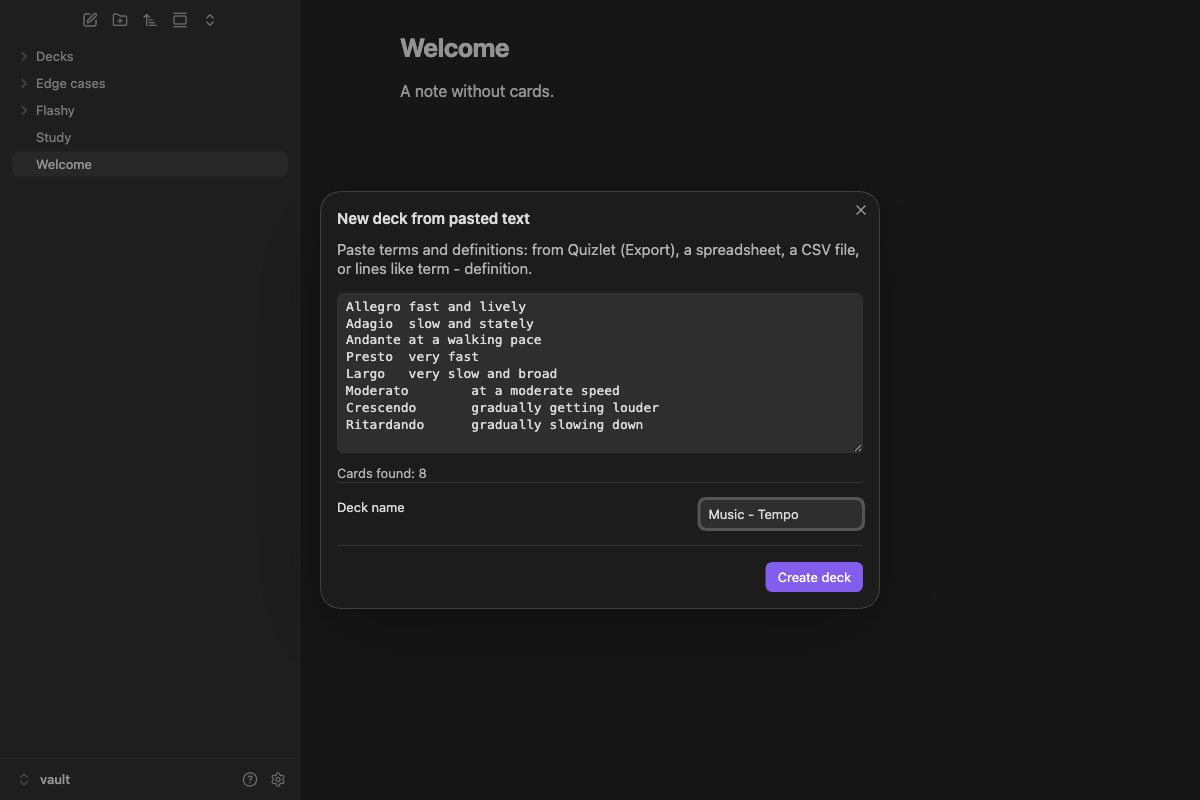 Decks
Edge cases
Flashy
Study
Welcome
vault
Welcome
A note without cards.
New deck from pasted text
Paste terms and definitions: from Quizlet (Export), a spreadsheet, a CSV file,
or lines like term - definition.
Allegro fast and lively
Adagio slow and stately
Andante at a walking pace
Presto very fast
Largo very slow and broad
Moderato at a moderate speed
Crescendo gradually getting louder
Ritardando gradually slowing down
Cards found: 8
Deck name
Music - Tempo
Create deck